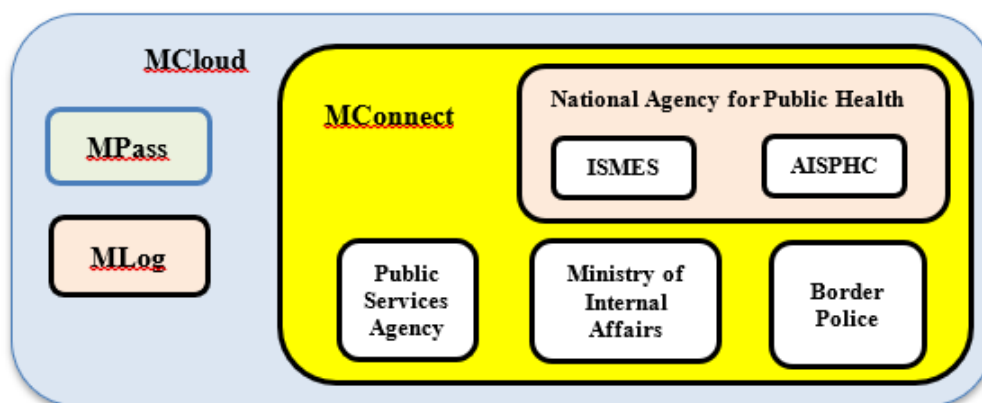 MCloud
MPass
MLog
MConnect
National Agency for Public Health
ISMES
AISPHC
Public
Services
Agency
Ministry of
Internal
Affairs
Border
Police